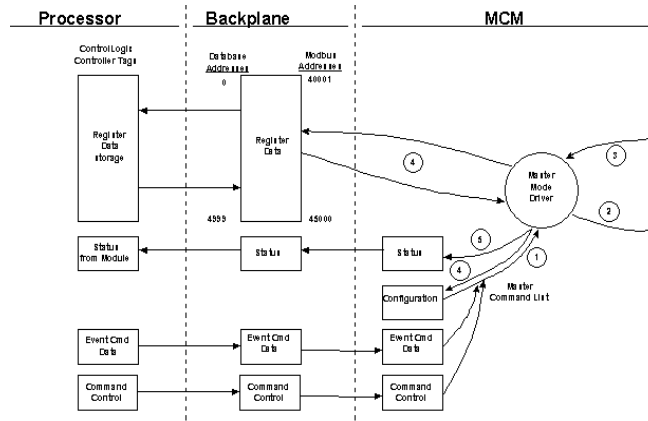 Processor
Backplane
MCM
ControlLogix
Controller Tags
Database
Addresses
0
Modbus
Addresses
40001
Register
Data
storage
Register
Data
4
3
Master
Mode
Driver
2
4999
45000
Status
from Module
Status
Status
5
1
4
Configuration
Master
Command List
Event Cmd
Data
Event Cmd
Data
Event Cmd
Data
Command
Control
Command
Control
Command
Control